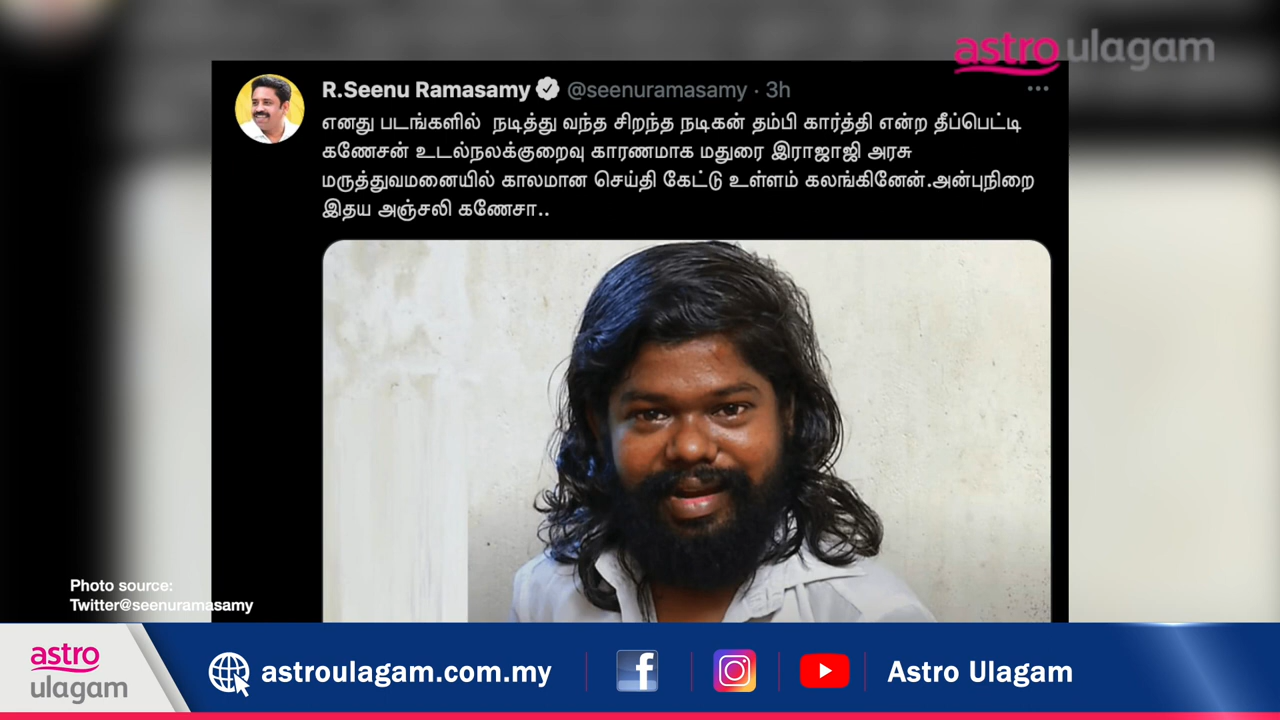 astro ulagam
R.Seenu Ramasamy @seenuramasamy · 3h
எனது படங்களில் நடித்து வந்த சிறந்த நடிகன் தம்பி கார்த்தி என்ற தீப்பெட்டி
கணேசன் உடல்நலக்குறைவு காரணமாக மதுரை இராஜாஜி அரசு
மருத்துவமனையில் காலமான செய்தி கேட்டு உள்ளம் கலங்கினேன்.அன்புநிறை
இதய அஞ்சலி கணேசா..
Photo source:
Twitter@seenuramasamy
astro
ulagam
astroulagam.com.my
Astro Ulagam